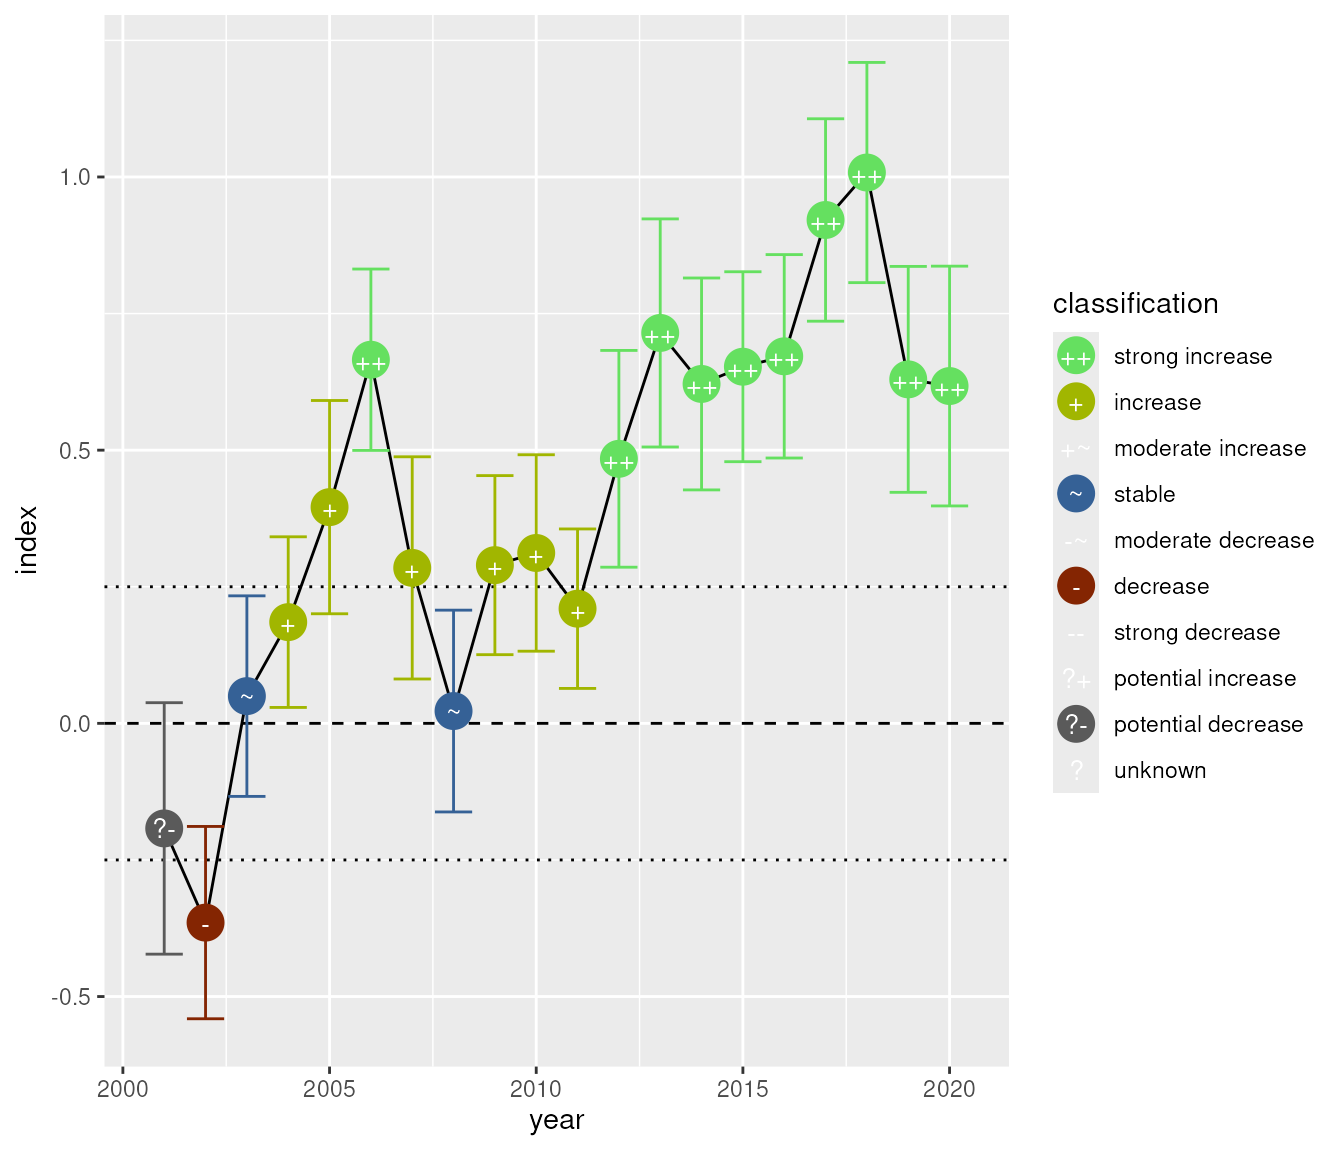 1.0
0.5
0.0
-0.5
index
++
+
~
?-
-
2000
2005
2010
2015
2020
year
classification
++ strong increase
+ increase
+~ moderate increase
~ stable
-~ moderate decrease
- decrease
-- strong decrease
?+ potential increase
?- potential decrease
? unknown